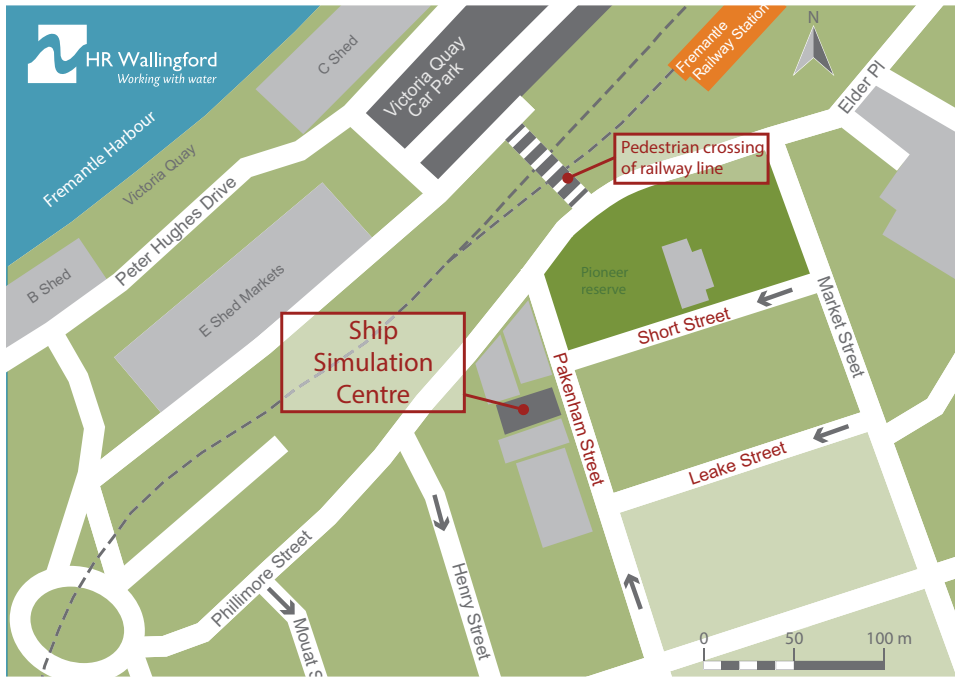 HR Wallingford
Working with water
C Shed
Victoria Quay
Car Park
Fremantle
Railway Station
N
Elder Pl
Fremantle Harbour
Victoria Quay
Peter Hughes Drive
Pedestrian crossing
of railway line
B Shed
E Shed Markets
Pioneer
reserve
Ship
Simulation
Centre
Short Street
Market Street
Pakenham Street
Leake Street
Phillimore Street
Henry Street
Mouat S
0 50 100 m